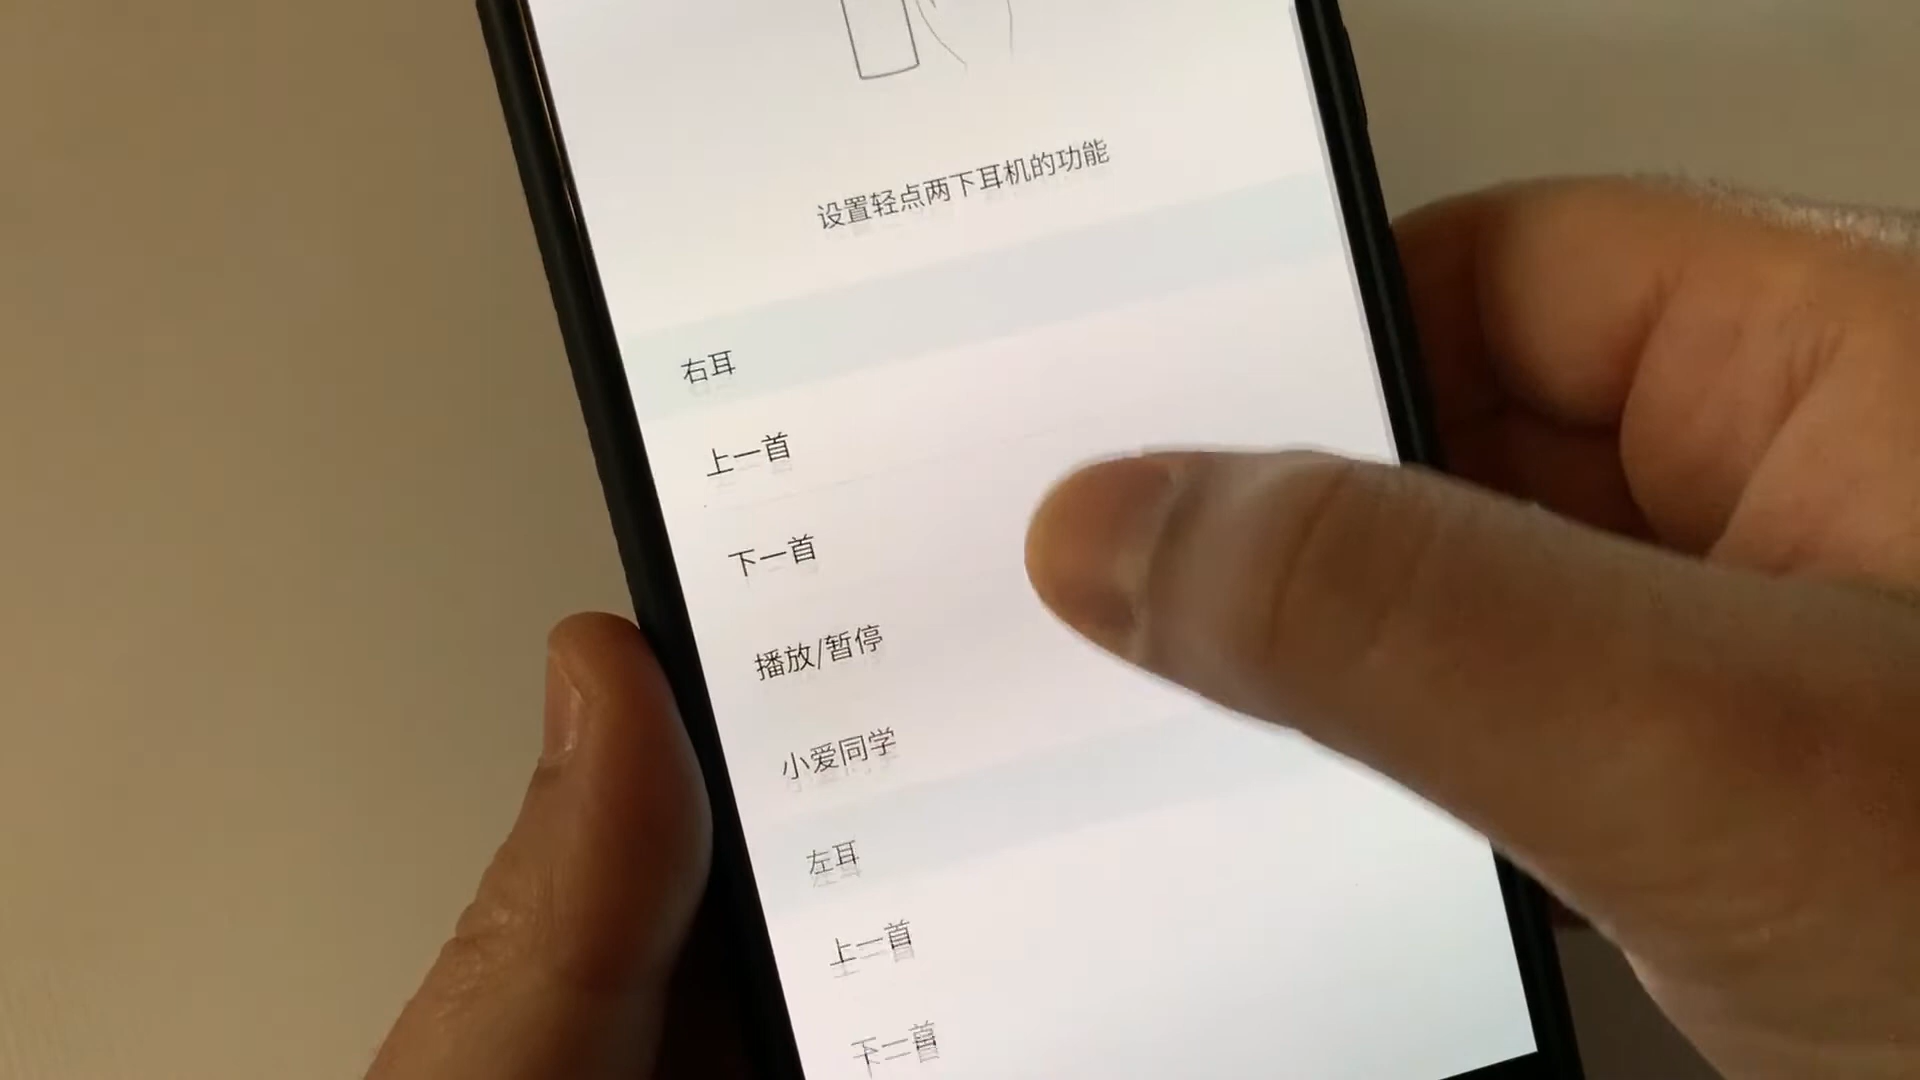 设置轻点两下耳机的功能
右耳
上一首
下一首
播放/暂停
小爱同学
左耳
上一首
下一首